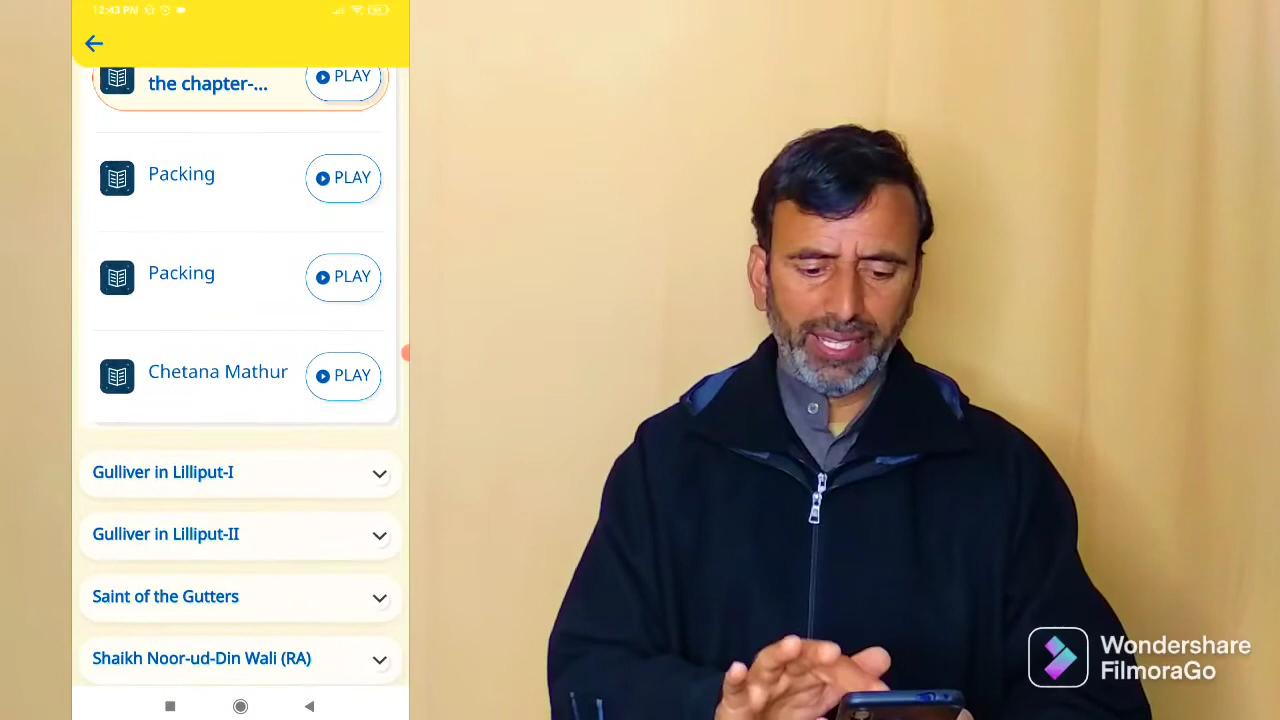 12:43 PM
the chapter-...
PLAY
Packing
PLAY
Packing
PLAY
Chetana Mathur
PLAY
Gulliver in Lilliput-I
Gulliver in Lilliput-II
Saint of the Gutters
Shaikh Noor-ud-Din Wali (RA)
Wondershare
FilmoraGo